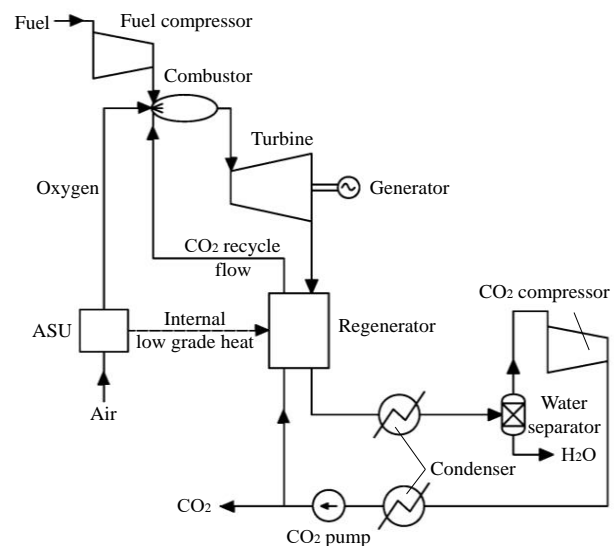 Fuel
Fuel compressor
Combustor
Turbine
Oxygen
Generator
CO2 recycle
flow
CO2 compressor
ASU
Internal
low grade heat
Regenerator
Air
Water
separator
H2O
Condenser
CO2
CO2 pump